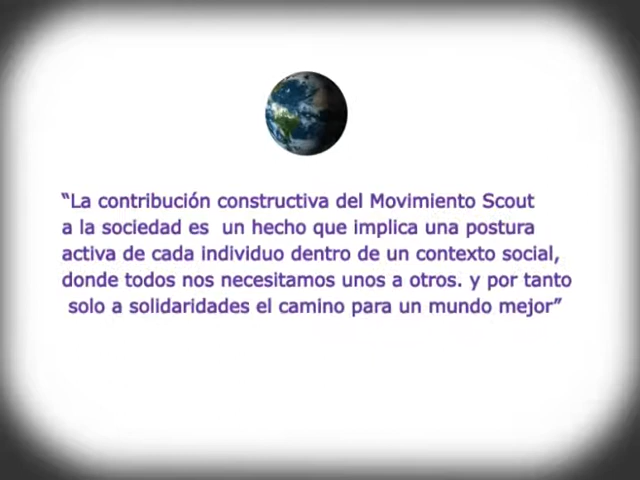 “La contribución constructiva del Movimiento Scout
a la sociedad es  un hecho que implica una postura
activa de cada individuo dentro de un contexto social,
donde todos nos necesitamos unos a otros. y por tanto
solo a solidaridades el camino para un mundo mejor”